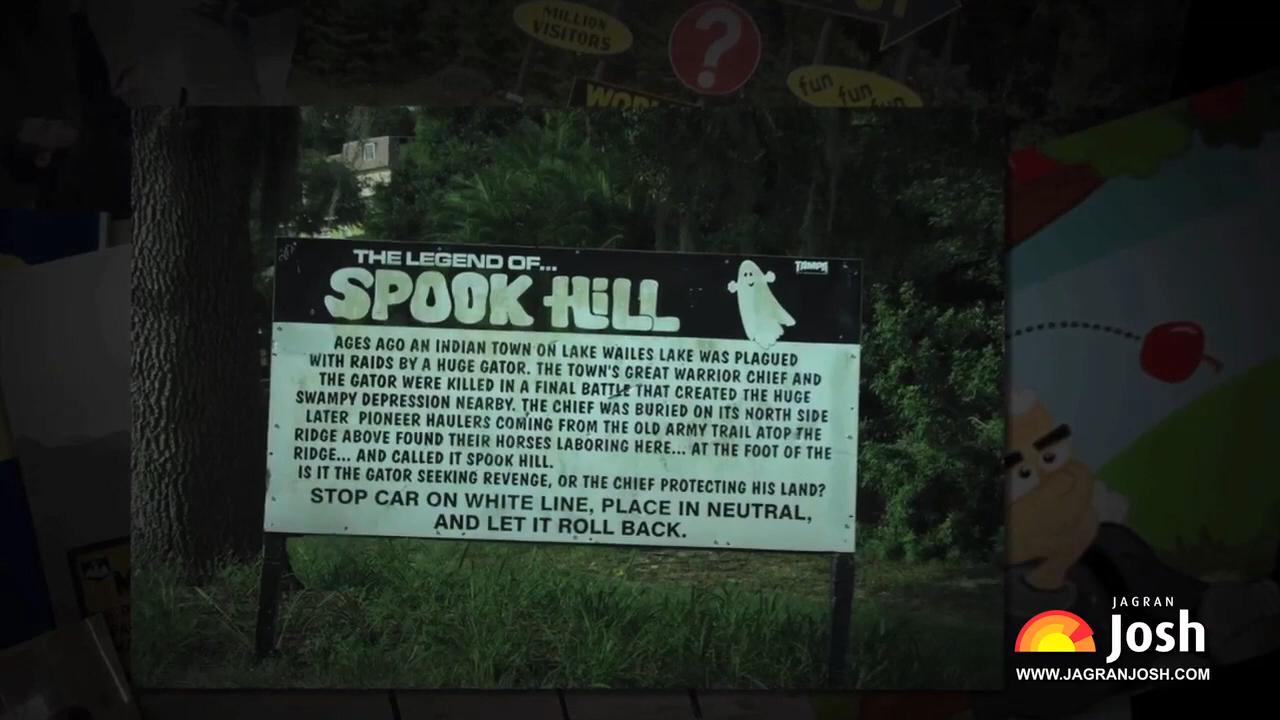 MILLION
VISITORS
?
fun fun fun
THE LEGEND OF...
SPOOK HiLL
TAMPA
AGES AGO AN INDIAN TOWN ON LAKE WAILES LAKE WAS PLAGUED
WITH RAIDS BY A HUGE GATOR. THE TOWN'S GREAT WARRIOR CHIEF AND
THE GATOR WERE KILLED IN A FINAL BATTLE THAT CREATED THE HUGE
SWAMPY DEPRESSION NEARBY. THE CHIEF WAS BURIED ON ITS NORTH SIDE
LATER PIONEER HAULERS COMING FROM THE OLD ARMY TRAIL ATOP THE
RIDGE ABOVE FOUND THEIR HORSES LABORING HERE... AT THE FOOT OF THE
RIDGE... AND CALLED IT SPOOK HILL.
IS IT THE GATOR SEEKING REVENGE, OR THE CHIEF PROTECTING HIS LAND?
STOP CAR ON WHITE LINE, PLACE IN NEUTRAL,
AND LET IT ROLL BACK.
JAGRAN
Josh
WWW.JAGRANJOSH.COM